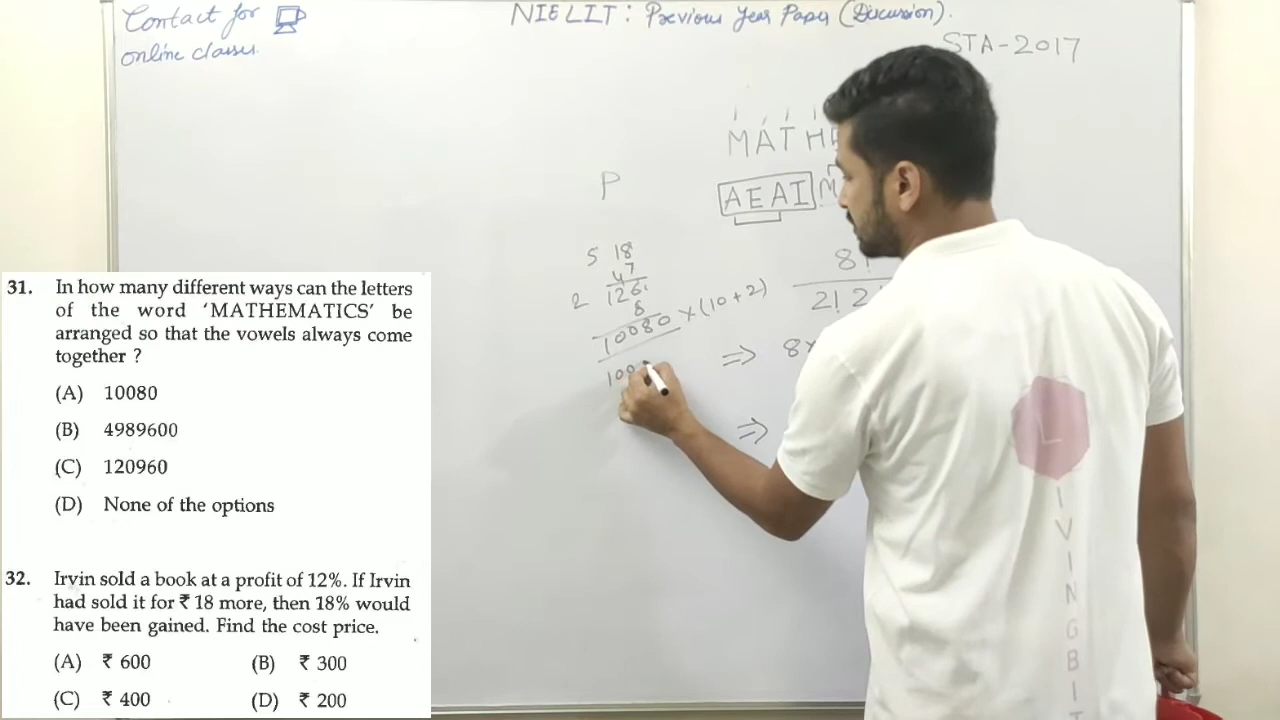 Contact for
online classes.
NIELIT: Previous Year Paper (Discussion).
STA-2017
MATH
P
AEAI M
5 18
47
2 126
8
10080 × (10+2)
100
8!
2! 2
⇒ 8×
⇒
31. In how many different ways can the letters
of the word 'MATHEMATICS' be
arranged so that the vowels always come
together ?
(A) 10080
(B) 4989600
(C) 120960
(D) None of the options
32. Irvin sold a book at a profit of 12%. If Irvin
had sold it for ₹ 18 more, then 18% would
have been gained. Find the cost price.
(A) ₹ 600 (B) ₹ 300
(C) ₹ 400 (D) ₹ 200
L
I
V
I
N
G
B
I
T